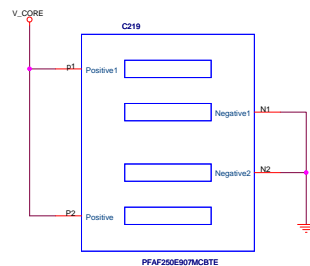 V_CORE
C219
p1
Positive1
Negative1
N1
Negative2
N2
P2
Positive
PFAF250E907MCBTE